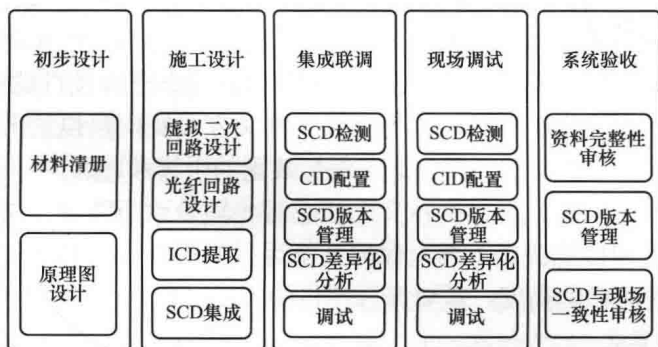 初步设计
材料清册
原理图
设计
施工设计
虚拟二次
回路设计
光纤回路
设计
ICD提取
SCD集成
集成联调
SCD检测
CID配置
SCD版本
管理
SCD差异化
分析
调试
现场调试
SCD检测
CID配置
SCD版本
管理
SCD差异化
分析
调试
系统验收
资料完整性
审核
SCD版本
管理
SCD与现场
一致性审核